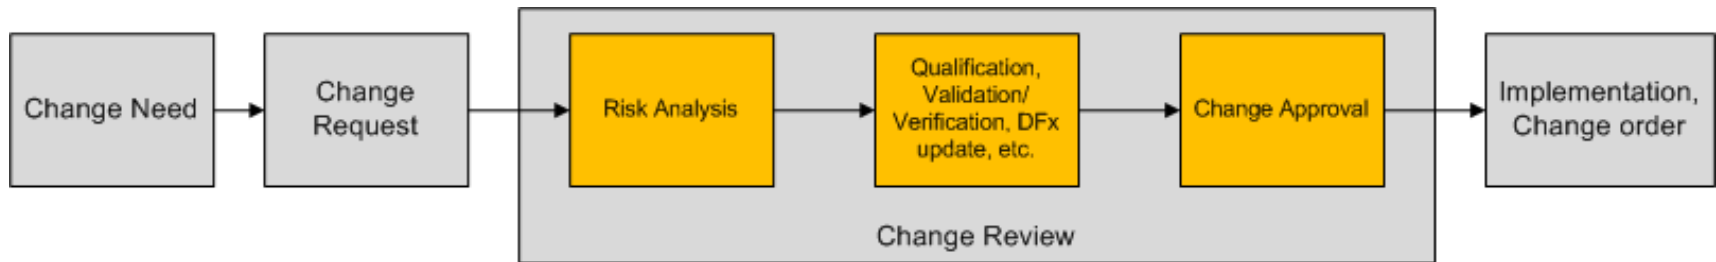 Change Need
Change
Request
Risk Analysis
Qualification,
Validation/
Verification, DFx
update, etc.
Change Approval
Implementation,
Change order
Change Review